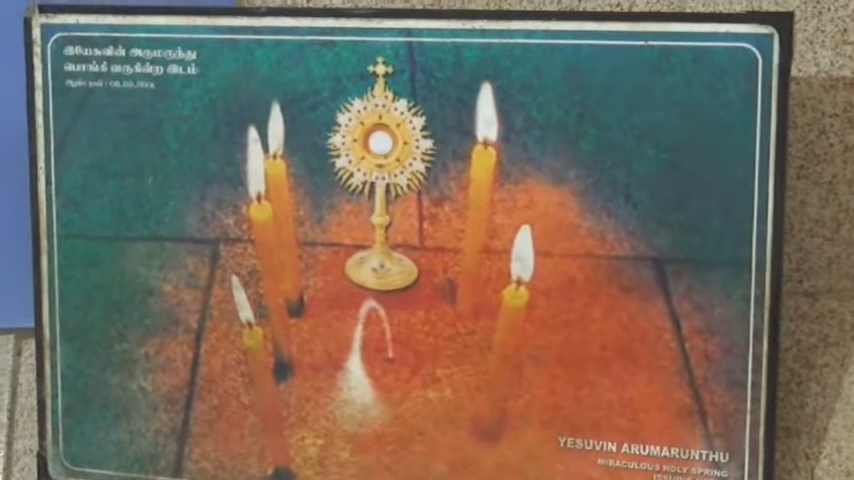 இயேசுவின் அருமருந்து
பொங்கி வருகின்ற இடம்
YESUVIN ARUMARUNTHU
MIRACULOUS HOLY SPRING